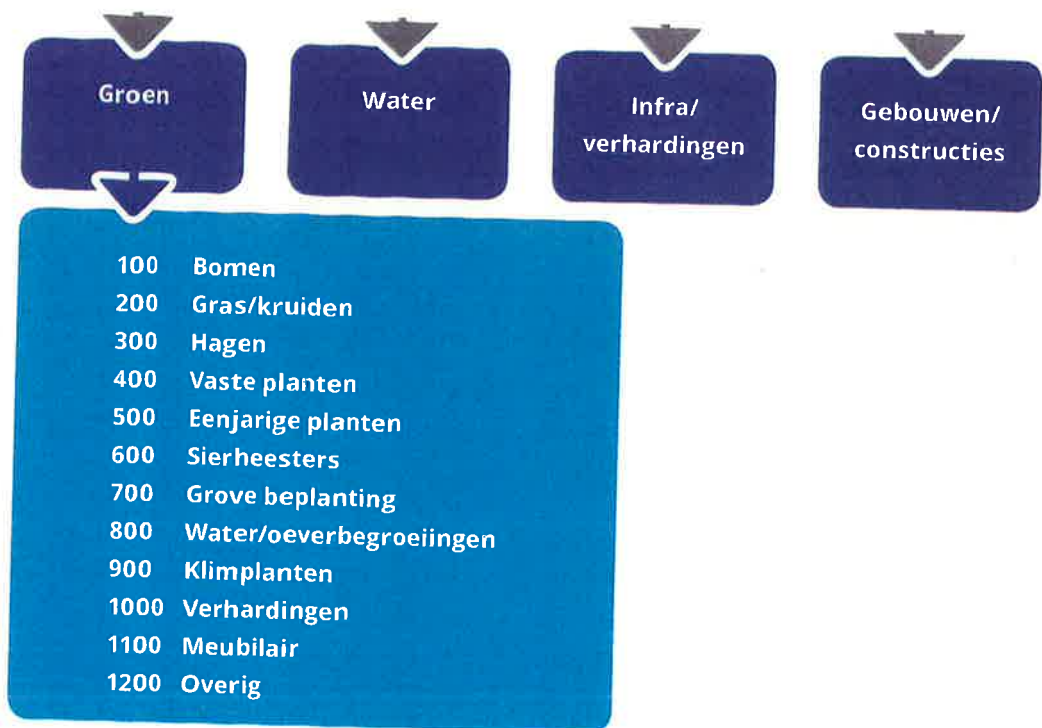 Groen
Water
Infra/
verhardingen
Gebouwen/
constructies
100 Bomen
200 Gras/kruiden
300 Hagen
400 Vaste planten
500 Eenjarige planten
600 Sierheesters
700 Grove beplanting
800 Water/oeverbegroeiingen
900 Klimplanten
1000 Verhardingen
1100 Meubilair
1200 Overig